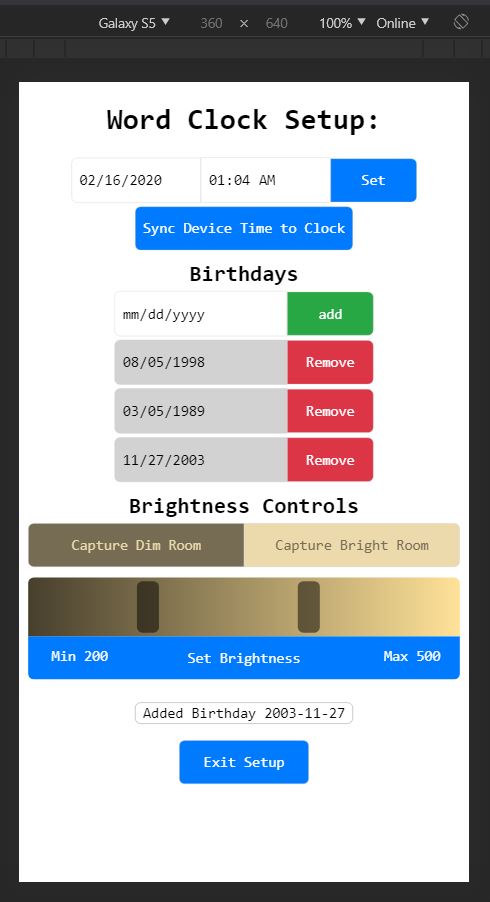 Galaxy S5 ▼ 360 × 640 100% ▼ Online ▼
Word Clock Setup:
02/16/2020 01:04 AM Set
Sync Device Time to Clock
Birthdays
mm/dd/yyyy add
08/05/1998 Remove
03/05/1989 Remove
11/27/2003 Remove
Brightness Controls
Capture Dim Room Capture Bright Room
Min 200 Set Brightness Max 500
Added Birthday 2003-11-27
Exit Setup